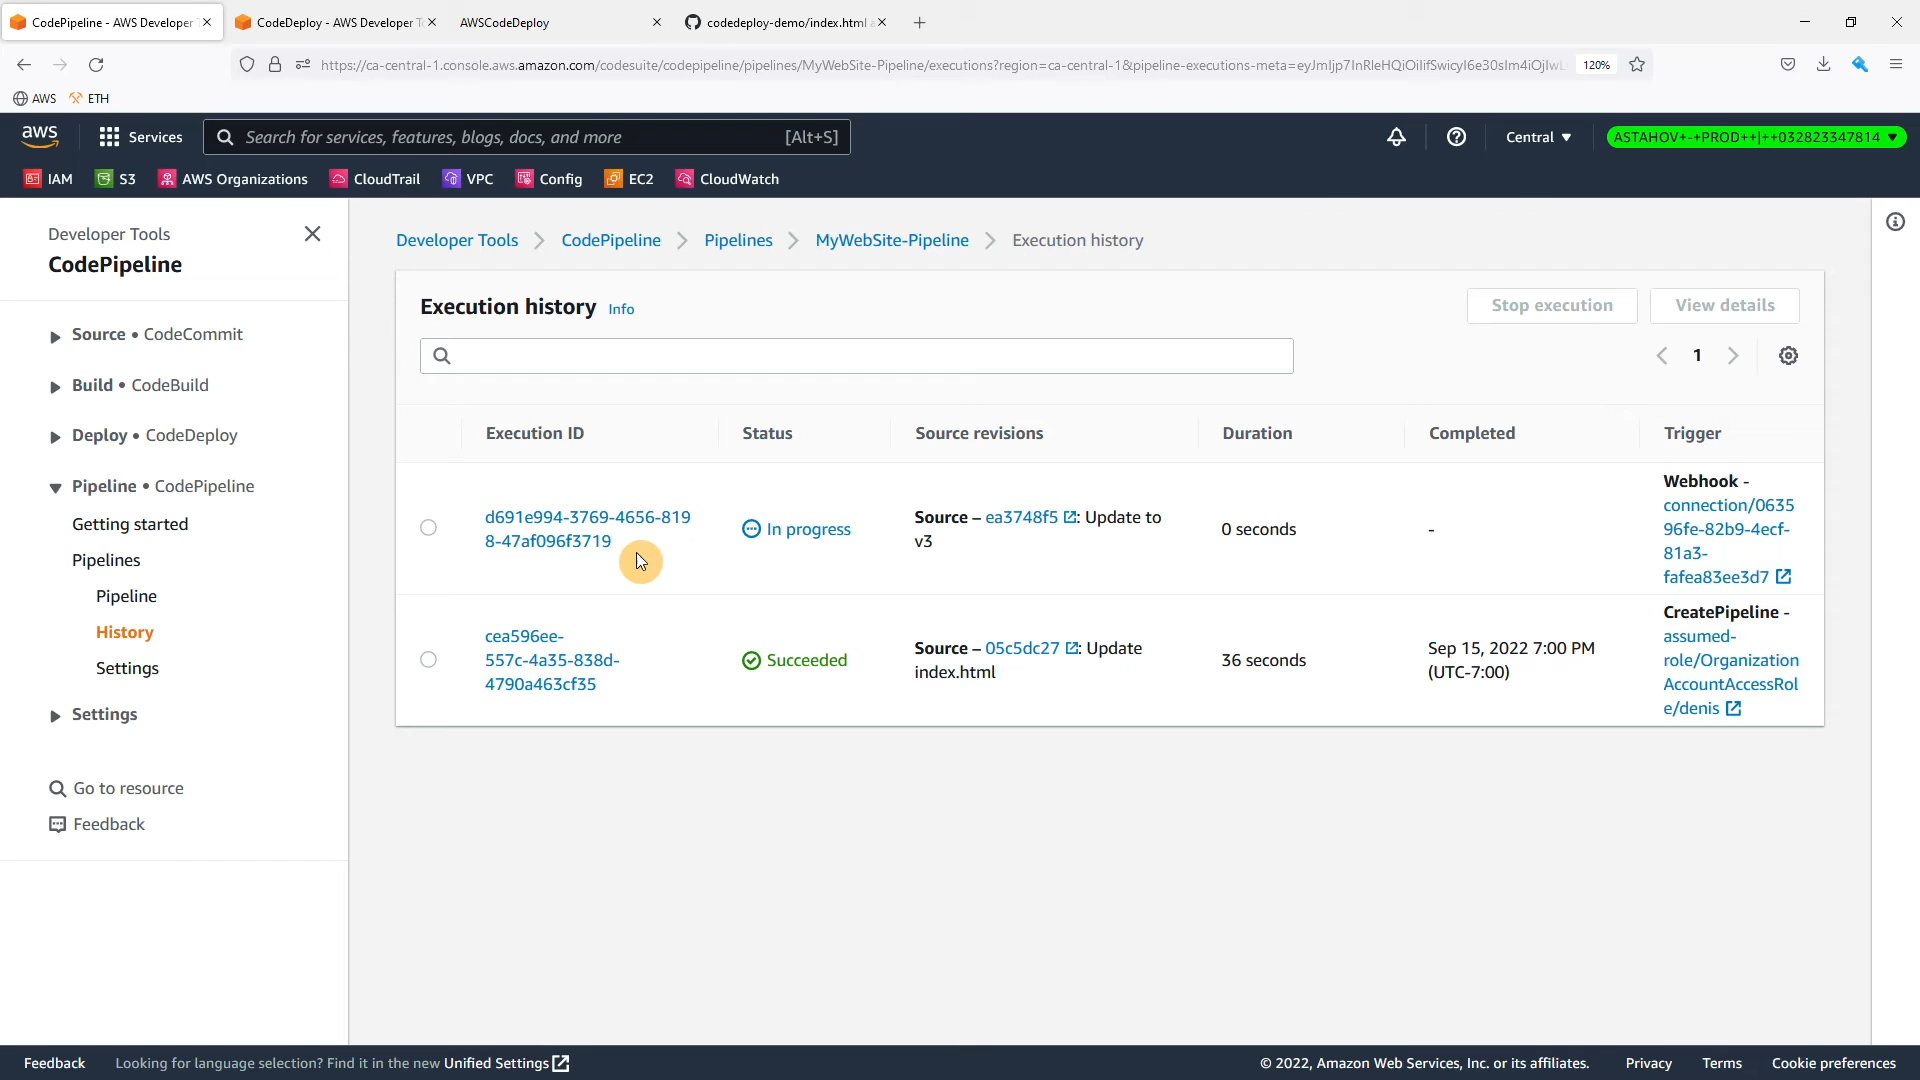 CodePipeline - AWS Developer
CodeDeploy - AWS Developer To
AWSCodeDeploy
codedeploy-demo/index.html a
https://ca-central-1.console.aws.amazon.com/codesuite/codepipeline/pipelines/MyWebSite-Pipeline/executions?region=ca-central-1&pipeline-executions-meta=eyJmIjp7InRleHQiOiIifSwicyI6e30sIm4iOjIwL
120%
AWS
ETH
aws
Services
Search for services, features, blogs, docs, and more
[Alt+S]
Central
ASTAHOV+-+PROD++|++032823347814
IAM
S3
AWS Organizations
CloudTrail
VPC
Config
EC2
CloudWatch
Developer Tools
CodePipeline
Source • CodeCommit
Build • CodeBuild
Deploy • CodeDeploy
Pipeline • CodePipeline
Getting started
Pipelines
Pipeline
History
Settings
Settings
Go to resource
Feedback
Developer Tools
CodePipeline
Pipelines
MyWebSite-Pipeline
Execution history
Execution history Info
Stop execution
View details
1
Execution ID
Status
Source revisions
Duration
Completed
Trigger
d691e994-3769-4656-819
8-47af096f3719
In progress
Source – ea3748f5 : Update to
v3
0 seconds
-
Webhook -
connection/0635
96fe-82b9-4ecf-
81a3-
fafea83ee3d7
cea596ee-
557c-4a35-838d-
4790a463cf35
Succeeded
Source – 05c5dc27 : Update
index.html
36 seconds
Sep 15, 2022 7:00 PM
(UTC-7:00)
CreatePipeline -
assumed-
role/Organization
AccountAccessRol
e/denis
Feedback
Looking for language selection? Find it in the new Unified Settings
© 2022, Amazon Web Services, Inc. or its affiliates.
Privacy
Terms
Cookie preferences